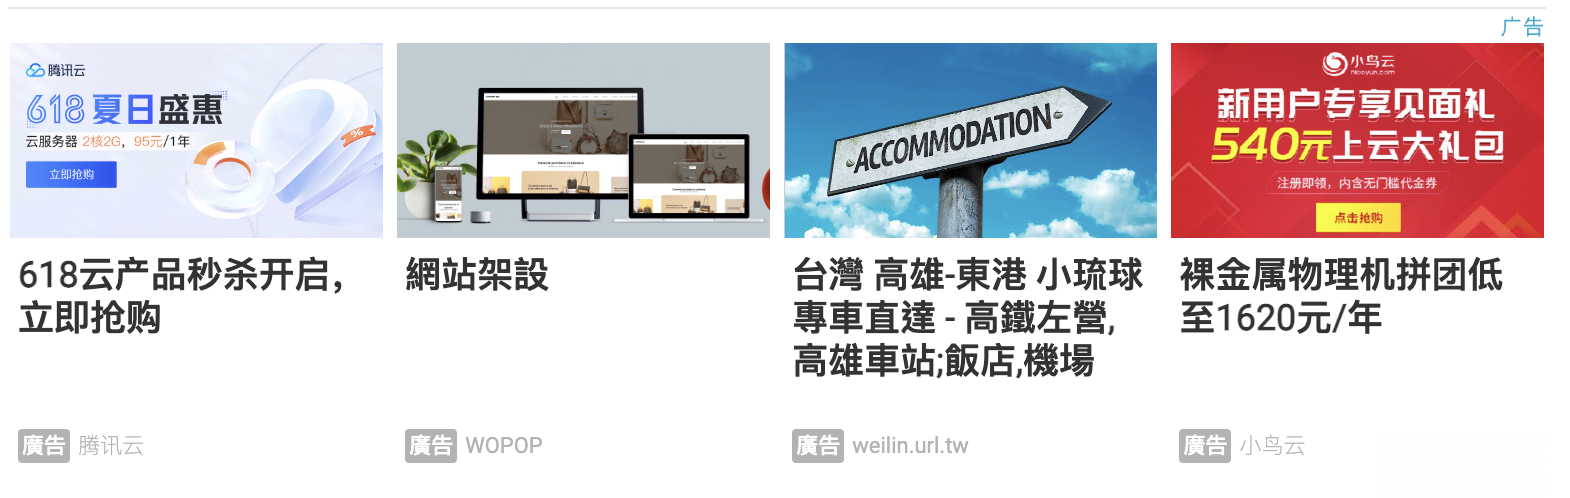 广告
腾讯云
618 夏日盛惠
云服务器 2核2G，95元/1年
立即抢购
618云产品秒杀开启，
立即抢购
廣告 腾讯云
網站架設
廣告 WOPOP
ACCOMMODATION
台灣 高雄-東港 小琉球
專車直達 - 高鐵左營,
高雄車站;飯店,機場
廣告 weilin.url.tw
小鸟云
niaoyun.com
新用户专享见面礼
540元上云大礼包
注册即领，内含无门槛代金券
点击抢购
裸金属物理机拼团低
至1620元/年
廣告 小鸟云